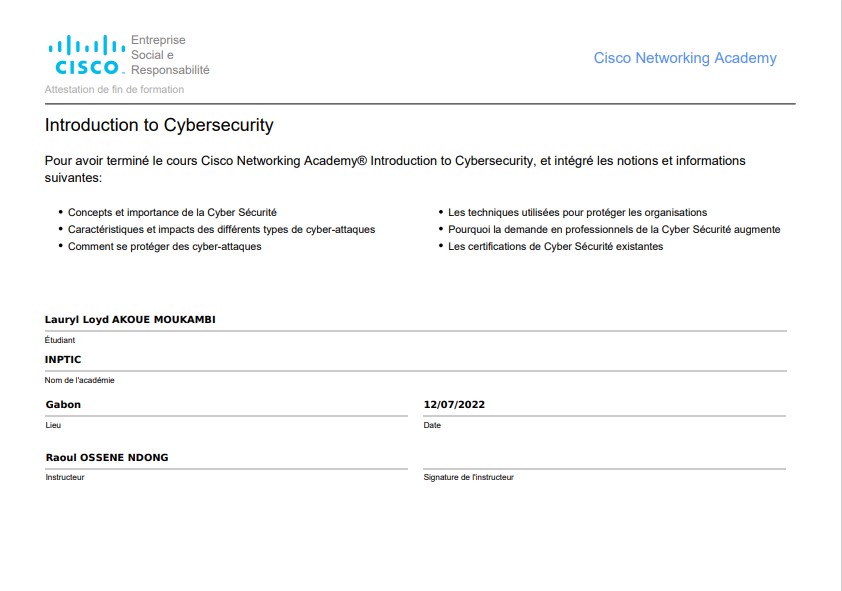 CISCO
Entreprise
Social e
Responsabilité
Cisco Networking Academy
Attestation de fin de formation
Introduction to Cybersecurity
Pour avoir terminé le cours Cisco Networking Academy® Introduction to Cybersecurity, et intégré les notions et informations
suivantes:
• Concepts et importance de la Cyber Sécurité
• Caractéristiques et impacts des différents types de cyber-attaques
• Comment se protéger des cyber-attaques
• Les techniques utilisées pour protéger les organisations
• Pourquoi la demande en professionnels de la Cyber Sécurité augmente
• Les certifications de Cyber Sécurité existantes
Lauryl Loyd AKOUE MOUKAMBI
Étudiant
INPTIC
Nom de l'académie
Gabon
Lieu
12/07/2022
Date
Raoul OSSENE NDONG
Instructeur
Signature de l'instructeur